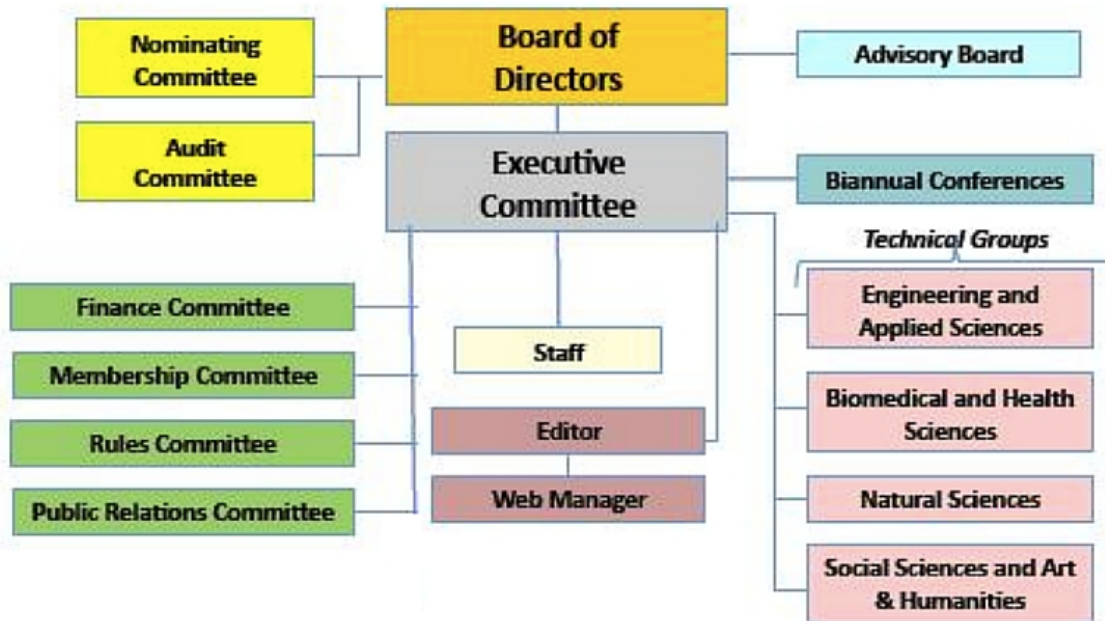 Nominating
Committee
Board of
Directors
Advisory Board
Audit
Committee
Executive
Committee
Biannual Conferences
Technical Groups
Finance Committee
Engineering and
Applied Sciences
Staff
Membership Committee
Biomedical and Health
Sciences
Editor
Rules Committee
Web Manager
Natural Sciences
Public Relations Committee
Social Sciences and Art
& Humanities